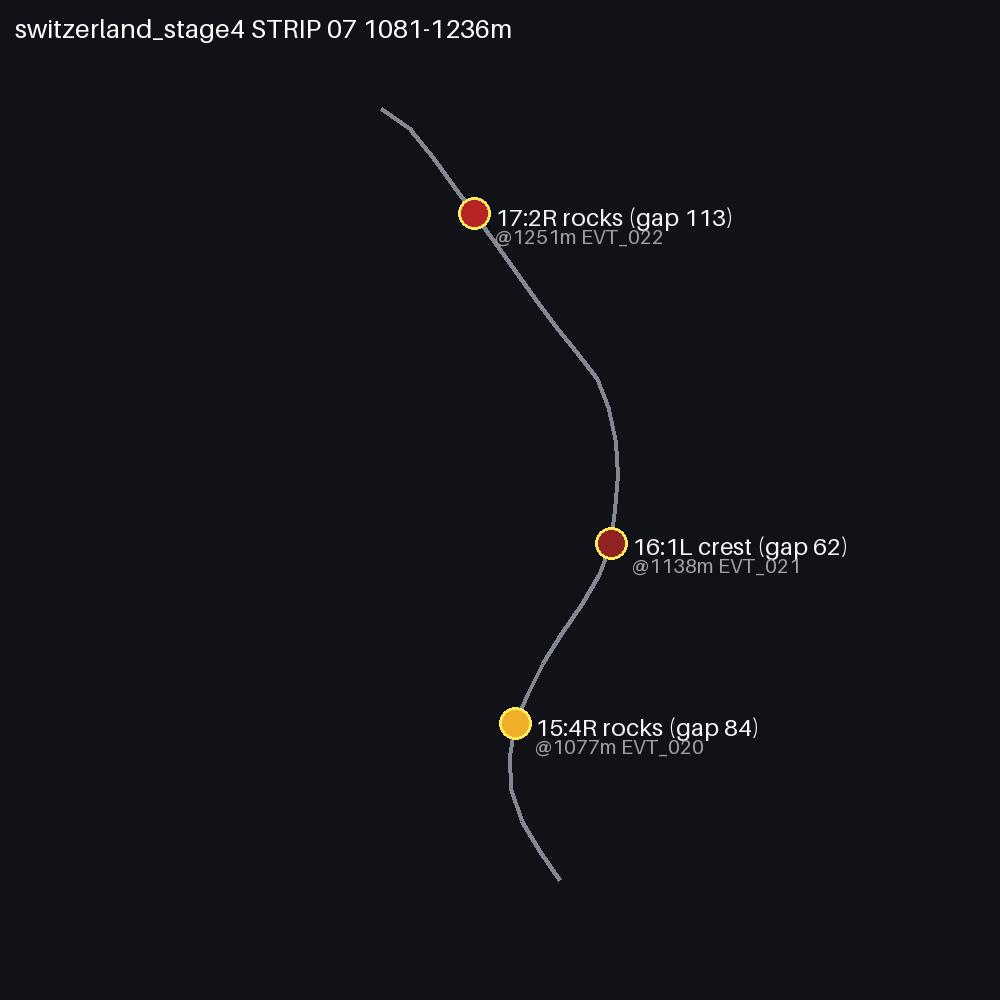 switzerland_stage4 STRIP 07 1081-1236m
17:2R rocks (gap 113)
@1251m EVT_022
16:1L crest (gap 62)
@1138m EVT_021
15:4R rocks (gap 84)
@1077m EVT_020